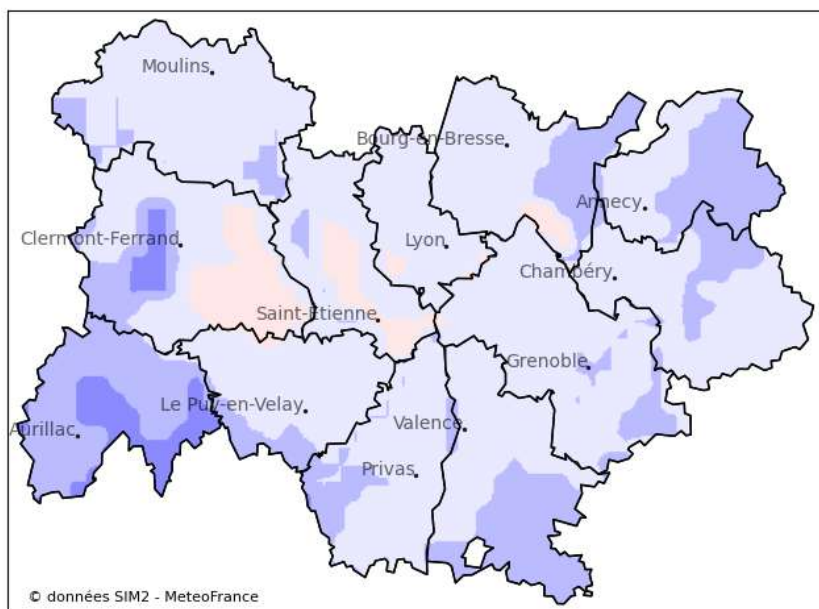 Moulins
Bourg-en-Bresse
Annecy
Clermont-Ferrand
Lyon
Chambéry
Saint-Etienne
Grenoble
Le Puy-en-Velay
Aurillac
Valence
Privas
© données SIM2 - MeteoFrance